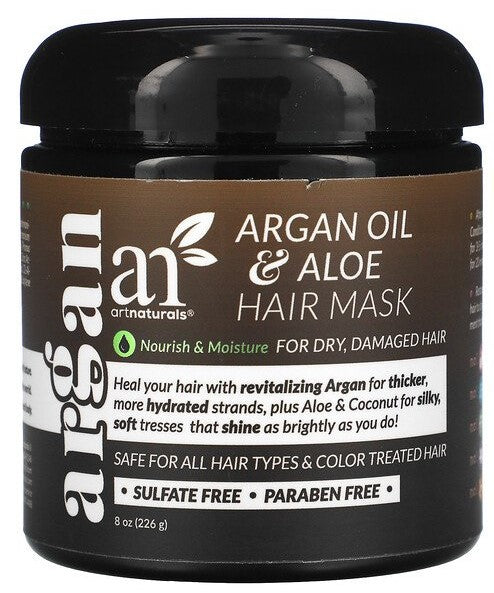 argan
an
artnaturals®
ARGAN OIL
& ALOE
HAIR MASK
Nourish & Moisture FOR DRY, DAMAGED HAIR
Heal your hair with revitalizing Argan for thicker,
more hydrated strands, plus Aloe & Coconut for silky,
soft tresses that shine as brightly as you do!
SAFE FOR ALL HAIR TYPES & COLOR TREATED HAIR
• SULFATE FREE • PARABEN FREE •
8 oz (226 g)